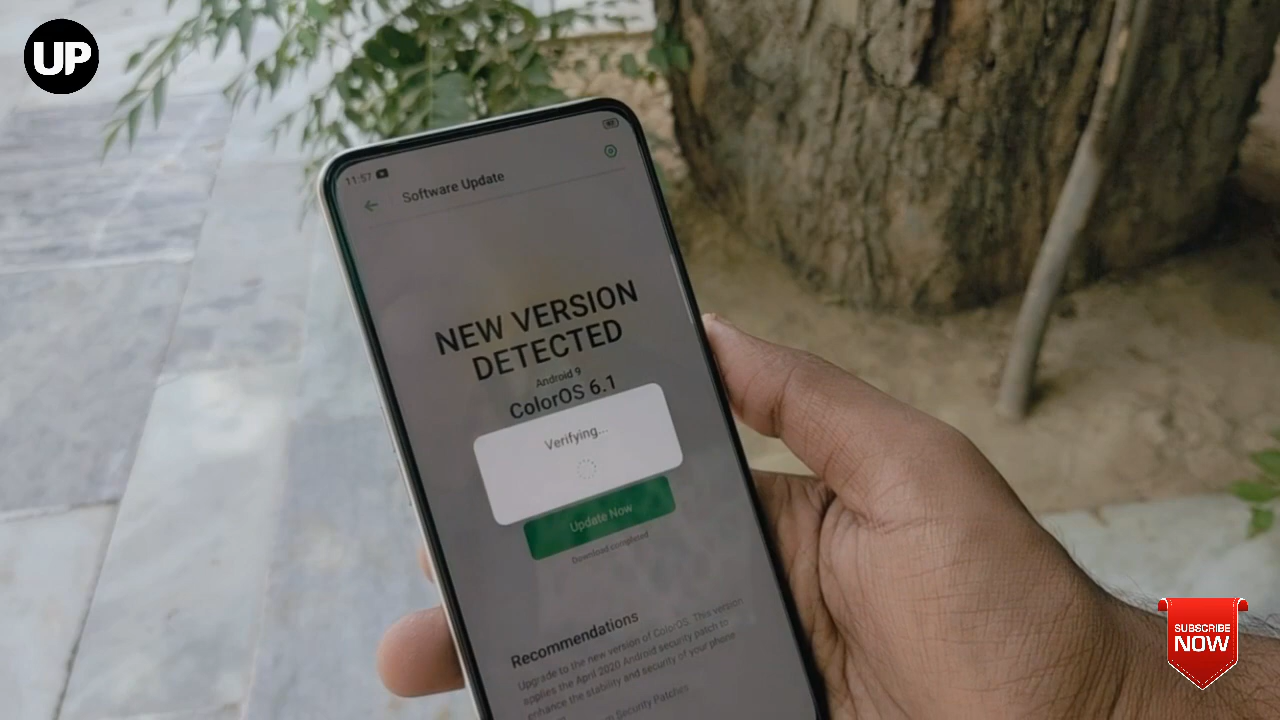 UP
11:57
Software Update
NEW VERSION
DETECTED
Android 9
ColorOS 6.1
Verifying...
Update Now
Download completed
Recommendations
Upgrade to the new version of ColorOS. This version
applies the April 2020 Android security patch to
enhance the stability and security of your phone
Security Patches
SUBSCRIBE
NOW